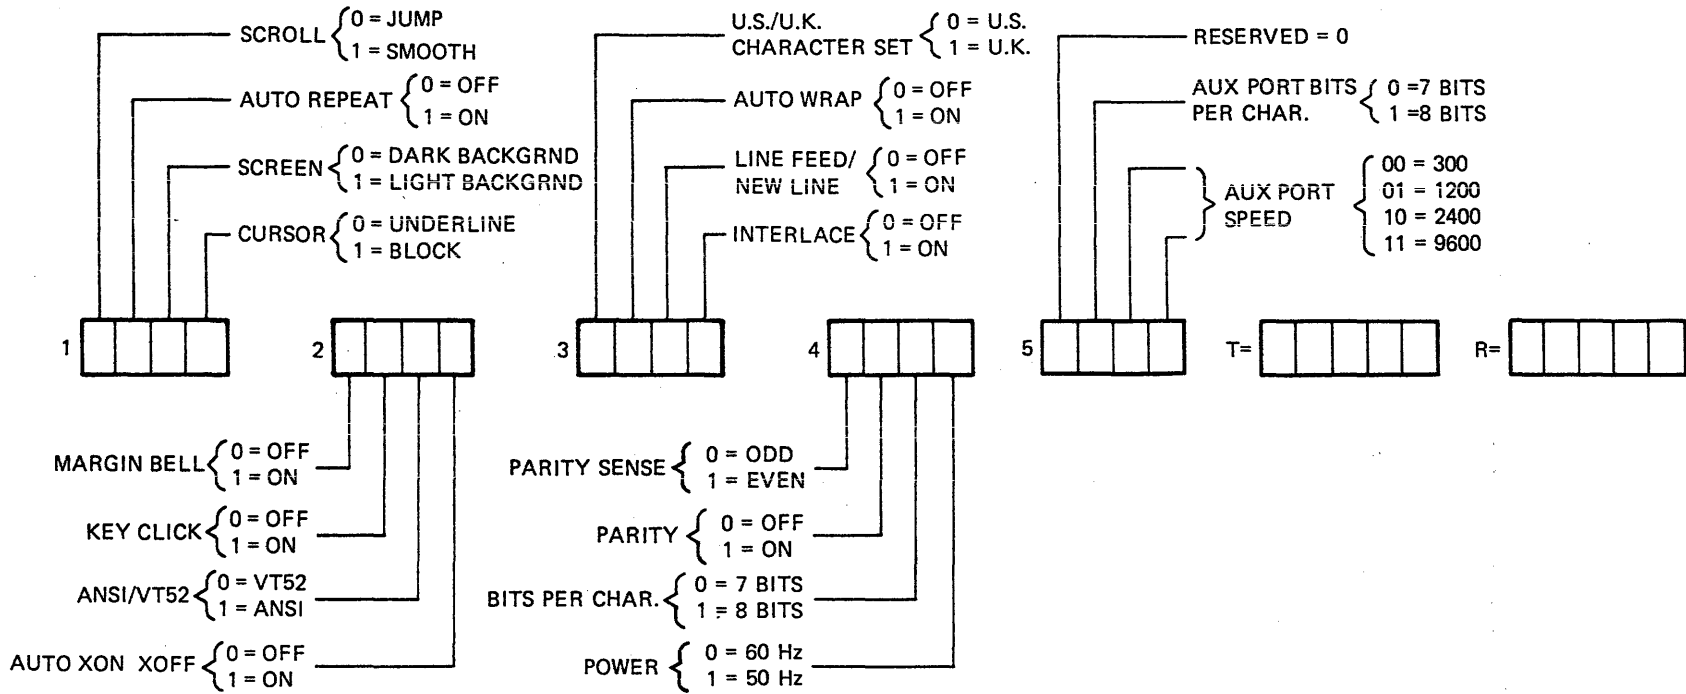 SCROLL
0 = JUMP
1 = SMOOTH
AUTO REPEAT
0 = OFF
1 = ON
SCREEN
0 = DARK BACKGRND
1 = LIGHT BACKGRND
CURSOR
0 = UNDERLINE
1 = BLOCK
U.S./U.K.
CHARACTER SET
0 = U.S.
1 = U.K.
AUTO WRAP
0 = OFF
1 = ON
LINE FEED/
NEW LINE
0 = OFF
1 = ON
INTERLACE
0 = OFF
1 = ON
RESERVED = 0
AUX PORT BITS
PER CHAR.
0 =7 BITS
1 =8 BITS
AUX PORT
SPEED
00 = 300
01 = 1200
10 = 2400
11 = 9600
1
2
3
4
5
T=
R=
MARGIN BELL
0 = OFF
1 = ON
KEY CLICK
0 = OFF
1 = ON
ANSI/VT52
0 = VT52
1 = ANSI
AUTO XON XOFF
0 = OFF
1 = ON
PARITY SENSE
0 = ODD
1 = EVEN
PARITY
0 = OFF
1 = ON
BITS PER CHAR.
0 = 7 BITS
1 = 8 BITS
POWER
0 = 60 Hz
1 = 50 Hz